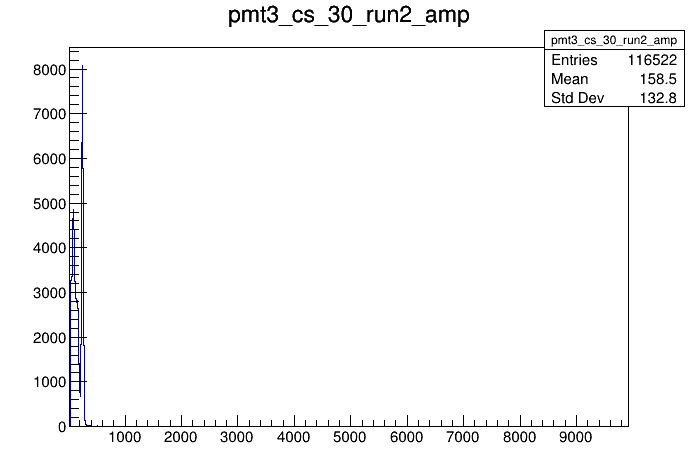 pmt3_cs_30_run2_amp
pmt3_cs_30_run2_amp
Entries 116522
Mean 158.5
Std Dev 132.8
8000
7000
6000
5000
4000
3000
2000
1000
0
1000 2000 3000 4000 5000 6000 7000 8000 9000